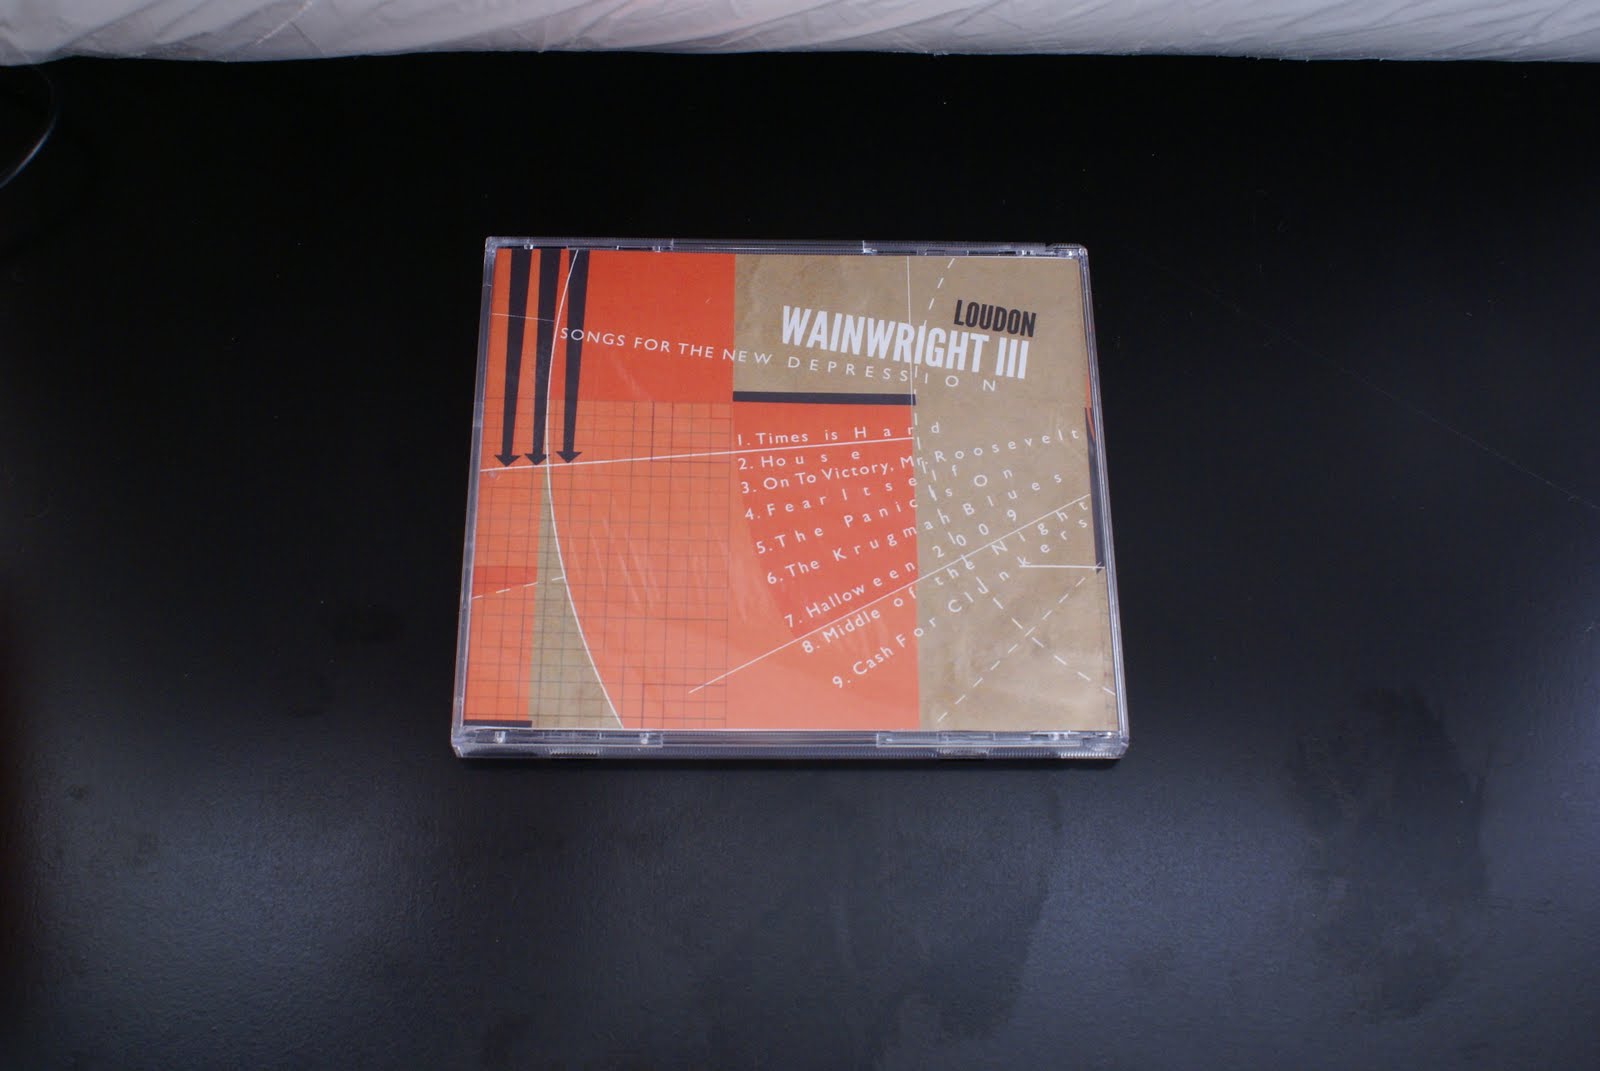 LOUDON
WAINWRIGHT III
SONGS FOR THE NEW DEPRESSION
1. Times is Hard
2. House
3. On To Victory, Mr. Roosevelt
4. Fear Itself
5. The Panic Is On
6. The Krugman Blues
7. Halloween 2009
8. Middle of the Night
9. Cash For Clunkers